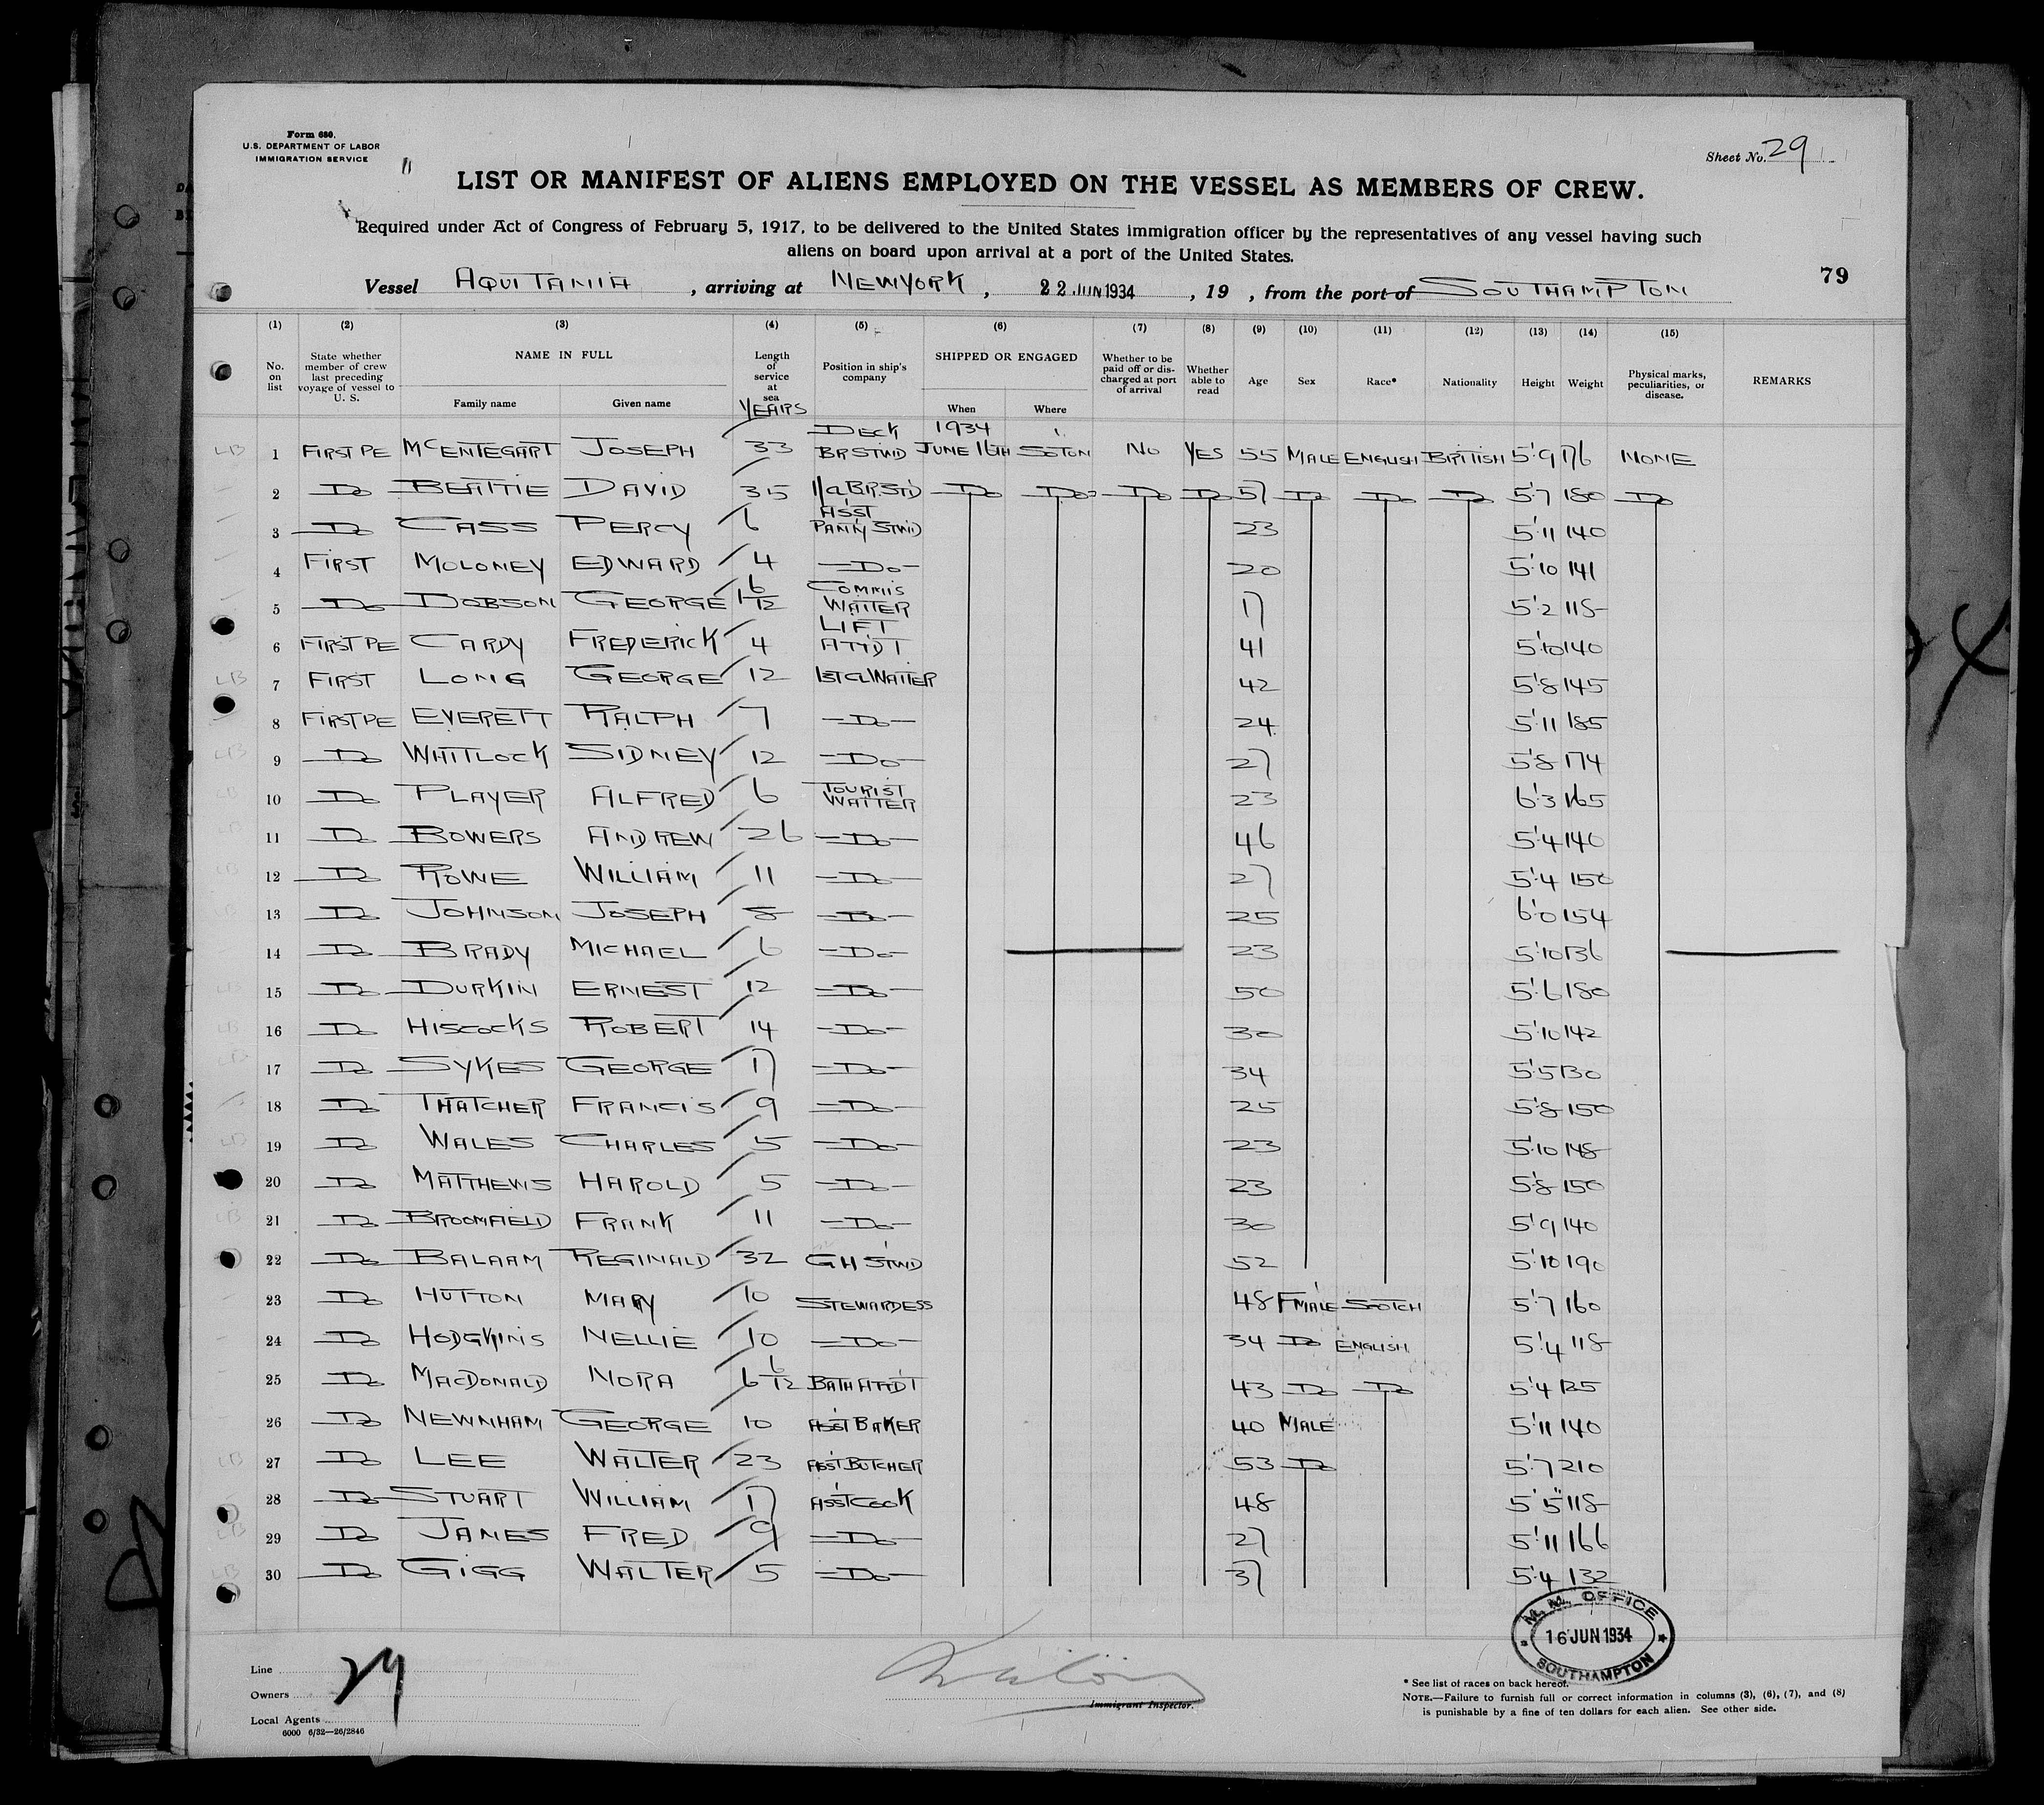 Form 680.
U.S. DEPARTMENT OF LABOR
IMMIGRATION SERVICE
Sheet No. 29
LIST OR MANIFEST OF ALIENS EMPLOYED ON THE VESSEL AS MEMBERS OF CREW.
Required under Act of Congress of February 5, 1917, to be delivered to the United States immigration officer by the representatives of any vessel having such
aliens on board upon arrival at a port of the United States.
79
Vessel AQUITANIA, arriving at NEW YORK, 22 JUN 1934, 19 , from the port of SOUTHAMPTON
(1) (2) (3) (4) (5) (6) (7) (8) (9) (10) (11) (12) (13) (14) (15)
No. on list State whether member of crew last preceding voyage of vessel to U. S. NAME IN FULL Family name Given name Length of service at sea YEARS Position in ship's company SHIPPED OR ENGAGED When Where Whether to be paid off or discharged at port of arrival Whether able to read Age Sex Race* Nationality Height Weight Physical marks, peculiarities, or disease. REMARKS
DECK 1934
1 FIRST PE McENTEGART JOSEPH 33 BR STWD JUNE 16TH SOTON NO YES 55 MALE ENGLISH BRITISH 5'9 176 NONE
2 Do BEATTIE DAVID 35 Do Do Do Do 57 Do Do Do 5'7 180 Do
3 Do CASS PERCY 6 ASST PANTY STWD 23 5'11 140
4 FIRST MOLONEY EDWARD 4 Do 20 5'10 141
5 Do DOBSON GEORGE 1 6/12 COMMIS WAITER 17 5'2 118
6 FIRST PE CARDY FREDERICK 4 LIFT ATTDT 41 5'10 140
7 FIRST LONG GEORGE 12 1ST CL WAITER 42 5'8 145
8 FIRST PE EVERETT RALPH 7 Do 24 5'11 185
9 Do WHITLOCK SIDNEY 12 Do 27 5'8 174
10 Do PLAYER ALFRED 6 TOURIST WAITER 23 6'3 165
11 Do BOWERS ANDREW 26 Do 46 5'4 140
12 Do ROWE WILLIAM 11 Do 27 5'4 150
13 Do JOHNSON JOSEPH 8 Do 25 6'0 154
14 Do BRADY MICHAEL 6 Do 23 5'10 136
15 Do DURKIN ERNEST 12 Do 50 5'6 180
16 Do HISCOCKS ROBERT 14 Do 30 5'10 142
17 Do SYKES GEORGE 17 Do 34 5'5 130
18 Do THATCHER FRANCIS 9 Do 25 5'8 150
19 Do WALES CHARLES 5 Do 23 5'10 148
20 Do MATTHEWS HAROLD 5 Do 23 5'8 150
21 Do BROOMFIELD FRANK 11 Do 30 5'9 140
22 Do BALAAM REGINALD 32 GH STWD 52 5'10 190
23 Do HUTTON MARY 10 STEWARDESS 48 FMALE SCOTCH 5'7 160
24 Do HODGKINS NELLIE 10 Do 34 Do ENGLISH 5'4 118
25 Do MACDONALD NORA 6 6/12 BATH ATTDT 43 Do Do 5'4 125
26 Do NEWNHAM GEORGE 10 ASST BAKER 40 MALE 5'11 140
27 Do LEE WALTER 23 ASST BUTCHER 53 Do 5'7 210
28 Do STUART WILLIAM 17 ASST COOK 48 5'5" 118
29 Do JAMES FRED 9 Do 27 5'11 166
30 Do GIGG WALTER 5 Do 37 5'4 132
M. M. OFFICE
16 JUN 1934
SOUTHAMPTON
Line
Owners
Local Agents
29
6000 6/32—26/2846
Immigrant Inspector.
* See list of races on back hereof.
NOTE.—Failure to furnish full or correct information in columns (3), (6), (7), and (8)
is punishable by a fine of ten dollars for each alien. See other side.